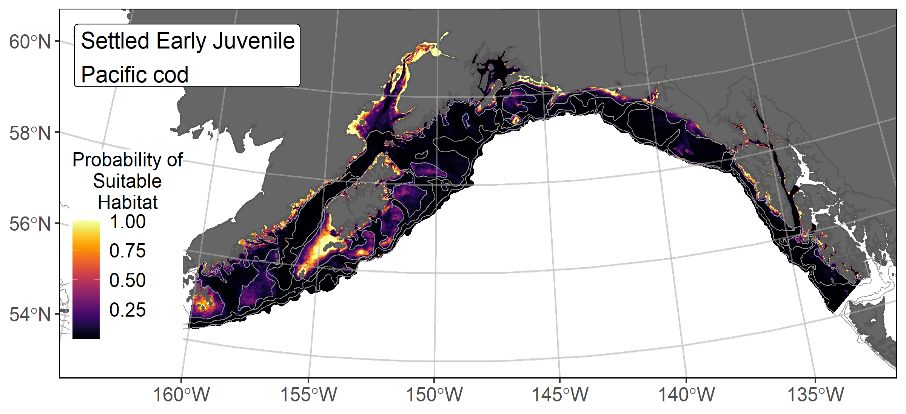 Settled Early Juvenile
Pacific cod
60°N
58°N
56°N
54°N
Probability of
Suitable
Habitat
1.00
0.75
0.50
0.25
160°W
155°W
150°W
145°W
140°W
135°W